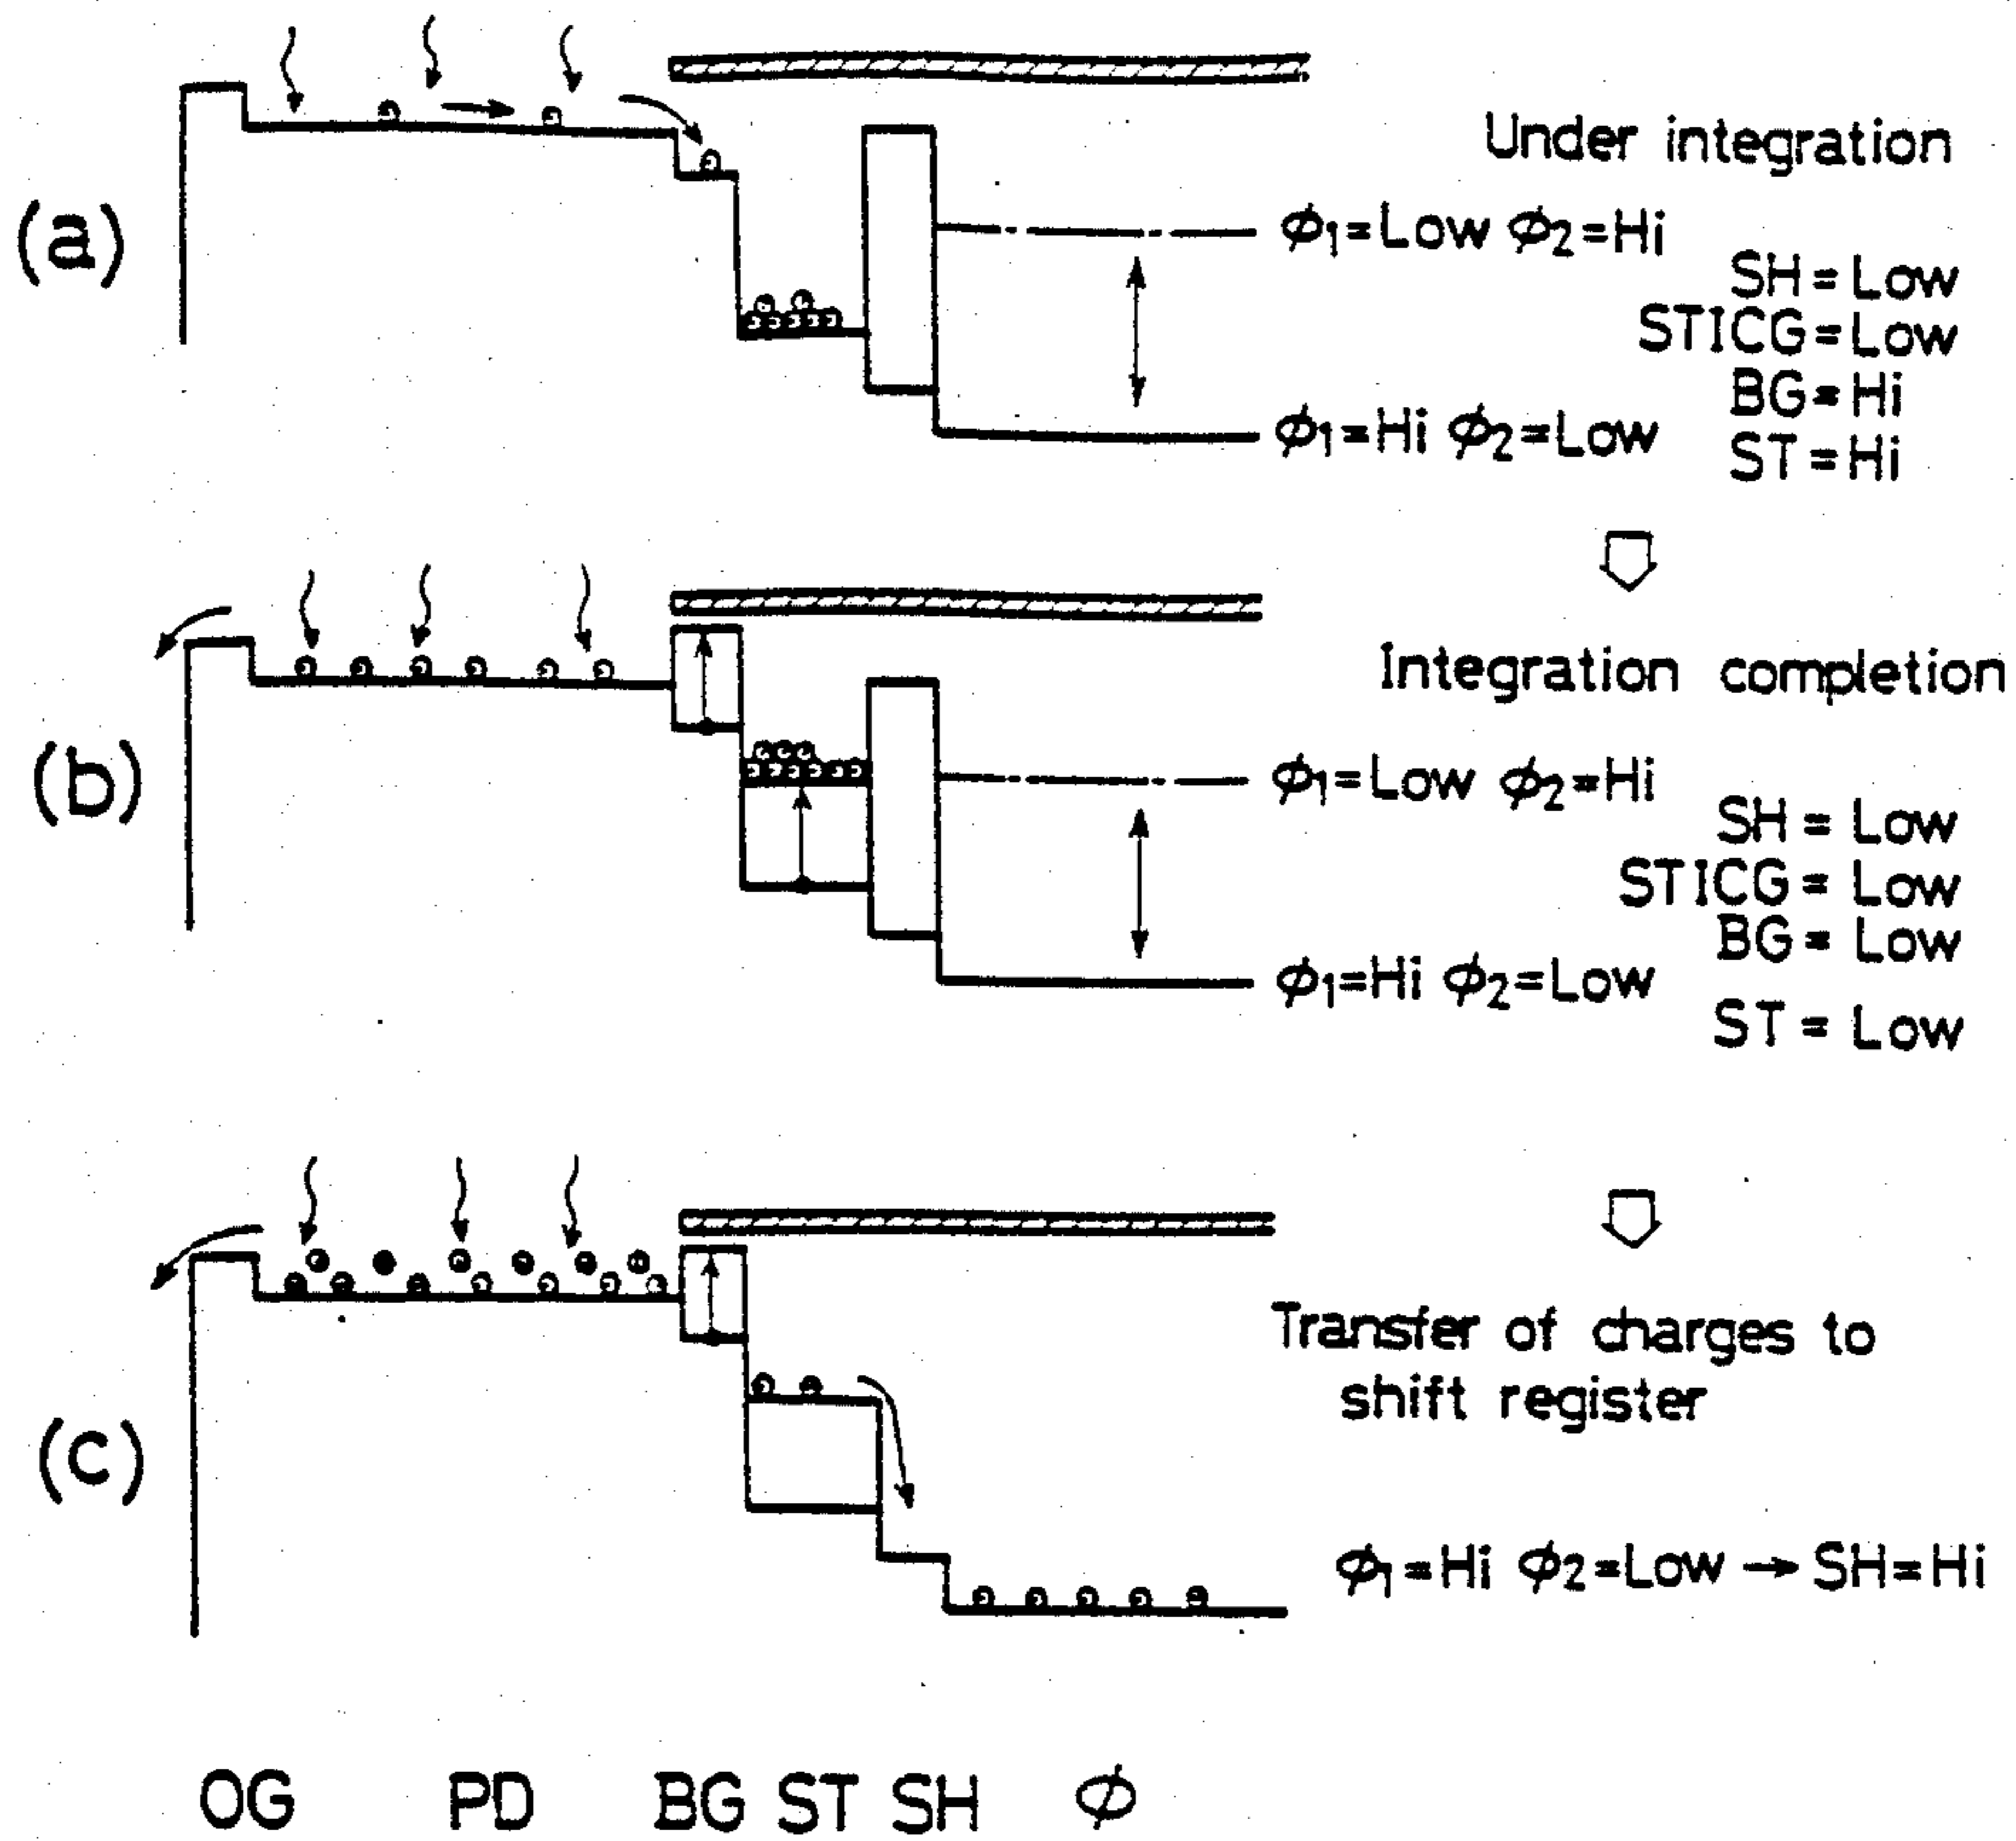 (a)
Under integration
ϕ1=Low ϕ2=Hi
SH=Low
STICG=Low
BG=Hi
ϕ1=Hi ϕ2=Low
ST=Hi
(b)
Integration completion
ϕ1=Low ϕ2=Hi
SH = Low
STICG = Low
BG = Low
ϕ1=Hi ϕ2=Low
ST = Low
(c)
Transfer of charges to
shift register
ϕ1=Hi ϕ2=Low → SH=Hi
OG PD BG ST SH ϕ